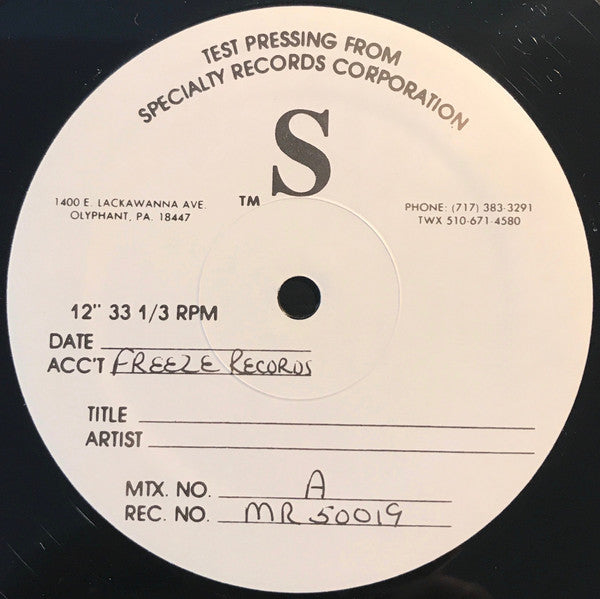 TEST PRESSING FROM
SPECIALTY RECORDS CORPORATION
S
TM
1400 E. LACKAWANNA AVE.
OLYPHANT, PA. 18447
PHONE: (717) 383-3291
TWX 510-671-4580
12" 33 1/3 RPM
DATE
ACC'T FREEZE RECORDS
TITLE
ARTIST
MTX. NO. A
REC. NO. MR 50019